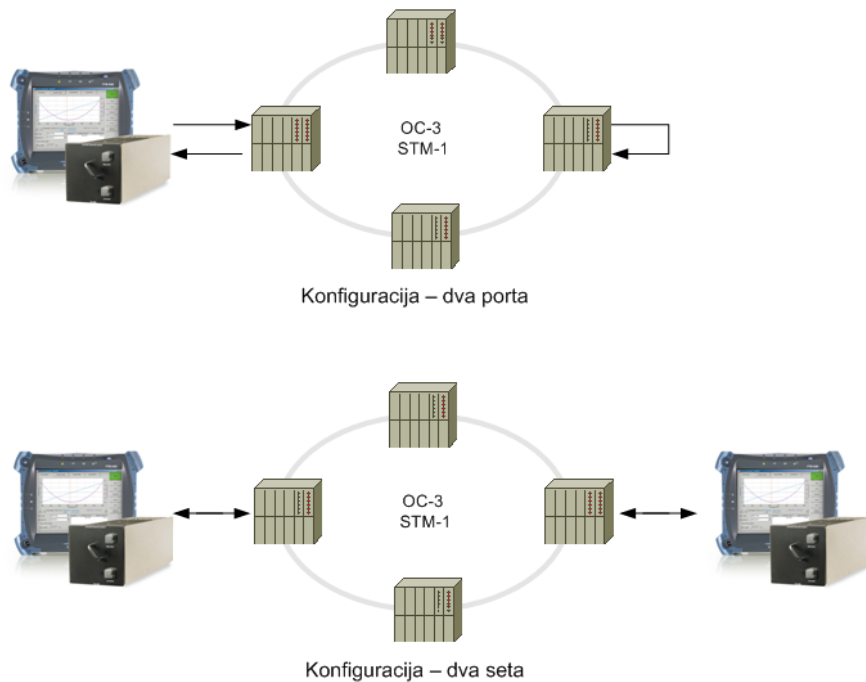 OC-3
STM-1
Konfiguracija – dva porta
OC-3
STM-1
Konfiguracija – dva seta